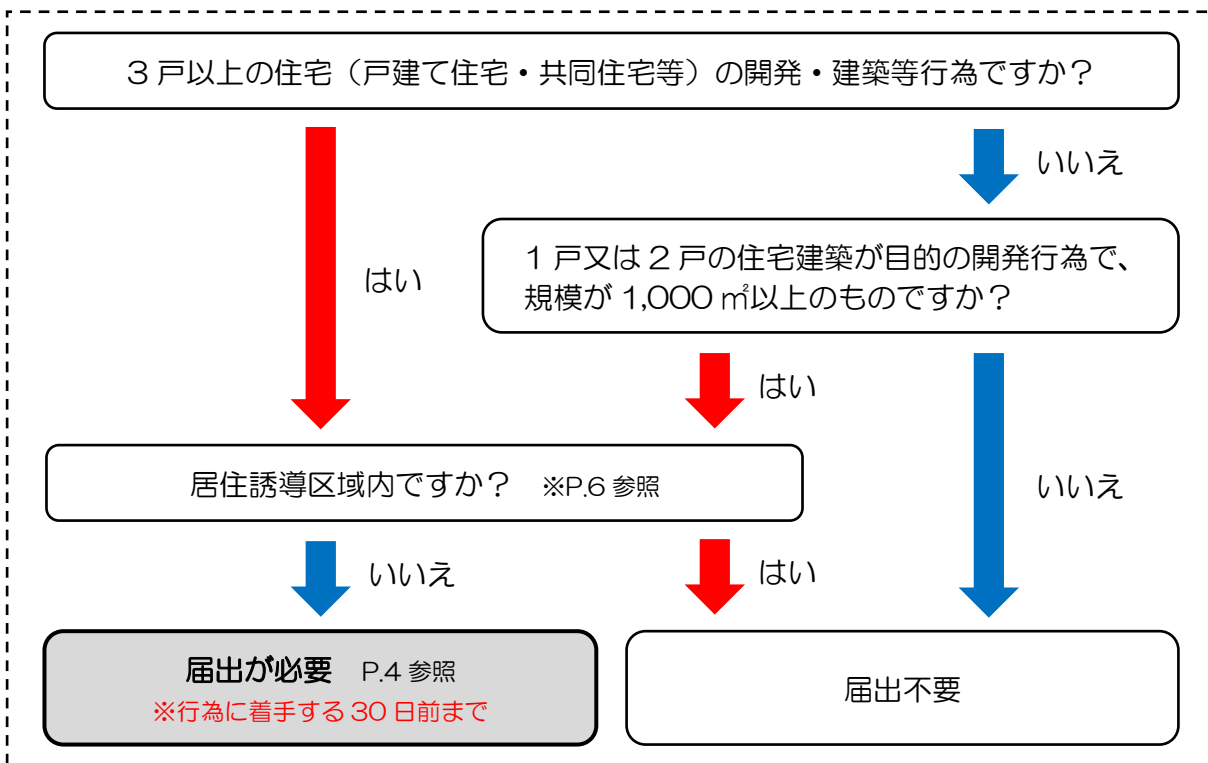 3戸以上の住宅（戸建て住宅・共同住宅等）の開発・建築等行為ですか？
いいえ
はい
1戸又は2戸の住宅建築が目的の開発行為で、
規模が1,000㎡以上のものですか？
はい
いいえ
居住誘導区域内ですか？　※P.6参照
いいえ
はい
届出が必要　P.4参照
※行為に着手する30日前まで
届出不要